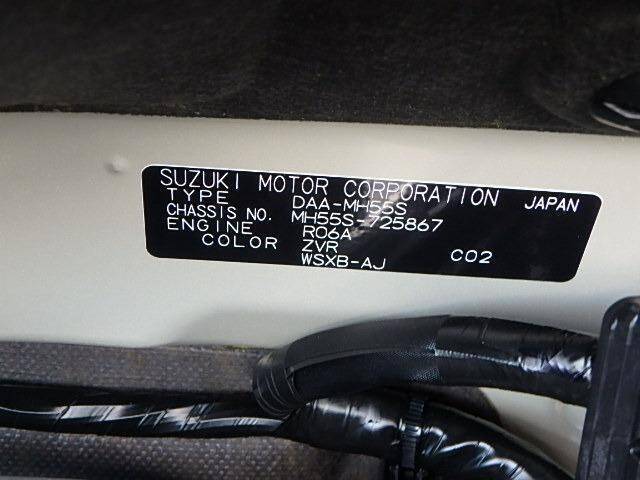 SUZUKI MOTOR CORPORATION JAPAN
TYPE DAA-MH55S
CHASSIS NO. MH55S-725867
ENGINE R06A
COLOR ZVR
WSXB-AJ C02